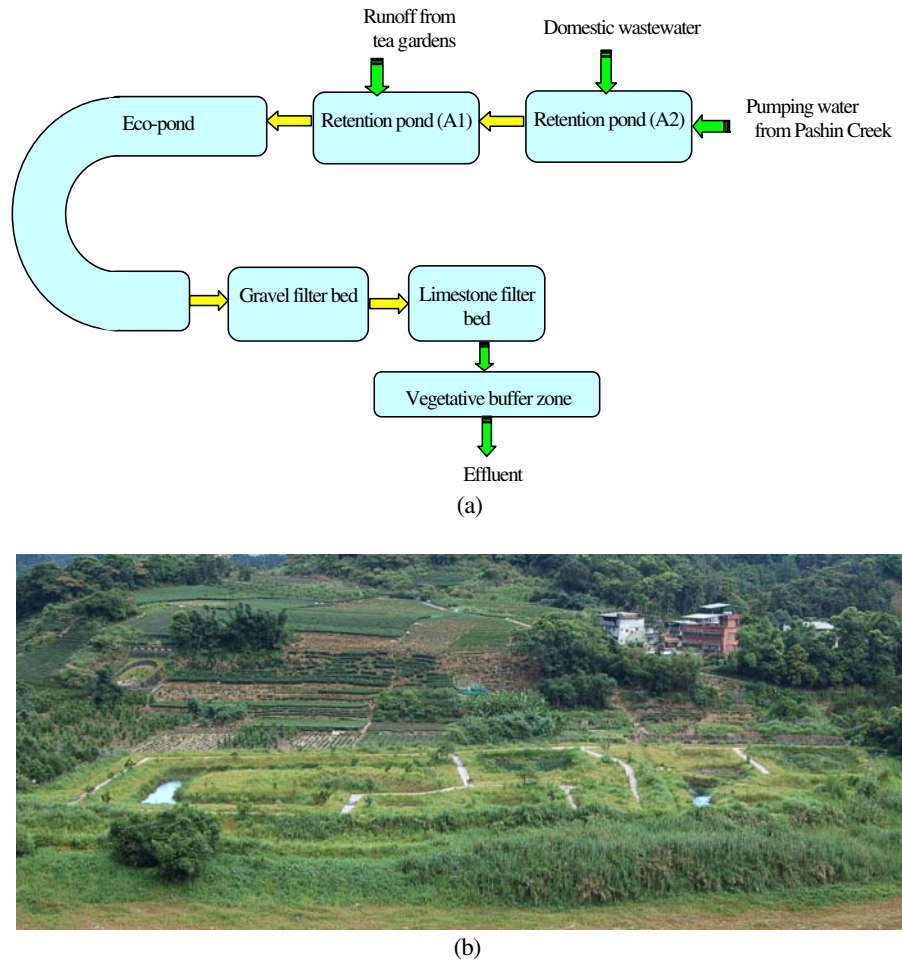 Runoff from
tea gardens
Domestic wastewater
Pumping water
from Pashin Creek
Eco-pond
Retention pond (A1)
Retention pond (A2)
Gravel filter bed
Limestone filter
bed
Vegetative buffer zone
Effluent
(a)
(b)